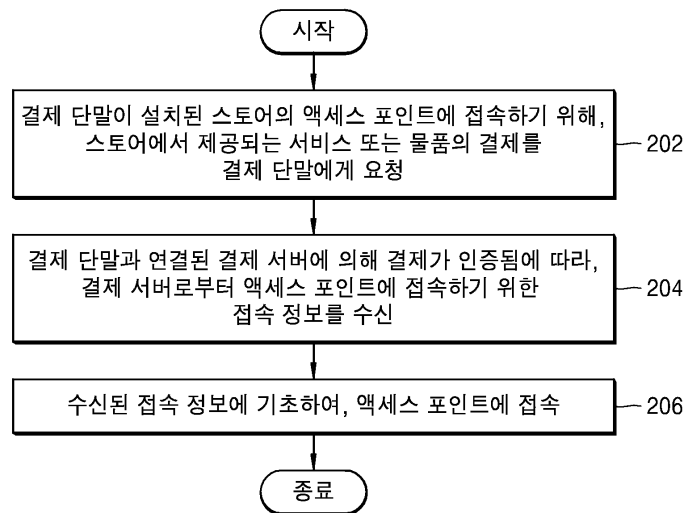 시작
결제 단말이 설치된 스토어의 액세스 포인트에 접속하기 위해,
스토어에서 제공되는 서비스 또는 물품의 결제를
결제 단말에게 요청
202
결제 단말과 연결된 결제 서버에 의해 결제가 인증됨에 따라,
결제 서버로부터 액세스 포인트에 접속하기 위한
접속 정보를 수신
204
수신된 접속 정보에 기초하여, 액세스 포인트에 접속
206
종료